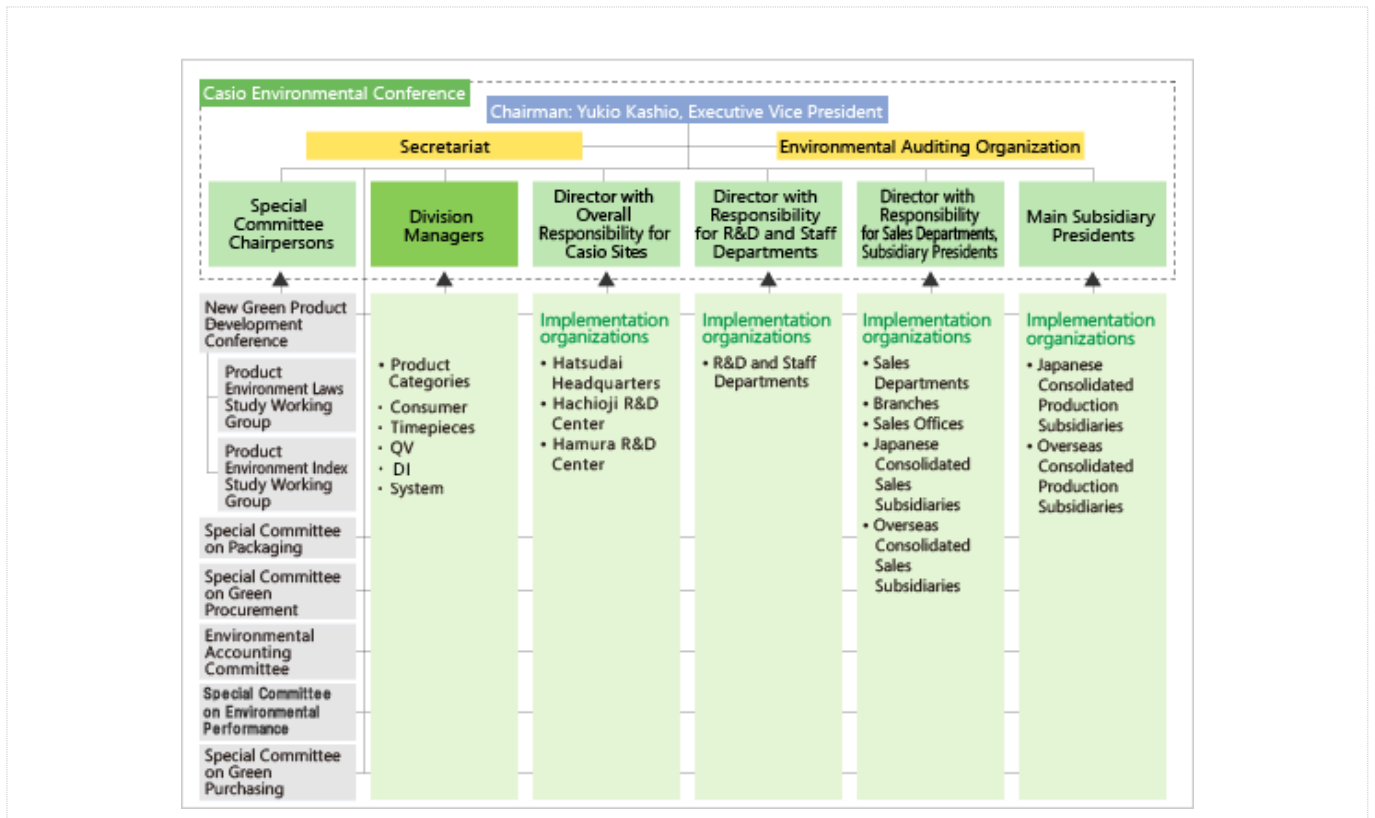 Casio Environmental Conference
Chairman: Yukio Kashio, Executive Vice President
Secretariat
Environmental Auditing Organization
Special
Committee
Chairpersons
Division
Managers
Director with
Overall
Responsibility for
Casio Sites
Director with
Responsibility
for R&D and Staff
Departments
Director with
Responsibility
for Sales Departments,
Subsidiary Presidents
Main Subsidiary
Presidents
New Green Product
Development
Conference
Product
Environment Laws
Study Working
Group
Product
Environment Index
Study Working
Group
Special Committee
on Packaging
Special Committee
on Green
Procurement
Environmental
Accounting
Committee
Special Committee
on Environmental
Performance
Special Committee
on Green
Purchasing
• Product
Categories
· Consumer
· Timepieces
· QV
· DI
· System
Implementation
organizations
• Hatsudai
Headquarters
• Hachioji R&D
Center
• Hamura R&D
Center
Implementation
organizations
• R&D and Staff
Departments
Implementation
organizations
• Sales
Departments
• Branches
• Sales Offices
• Japanese
Consolidated
Sales
Subsidiaries
• Overseas
Consolidated
Sales
Subsidiaries
Implementation
organizations
• Japanese
Consolidated
Production
Subsidiaries
• Overseas
Consolidated
Production
Subsidiaries